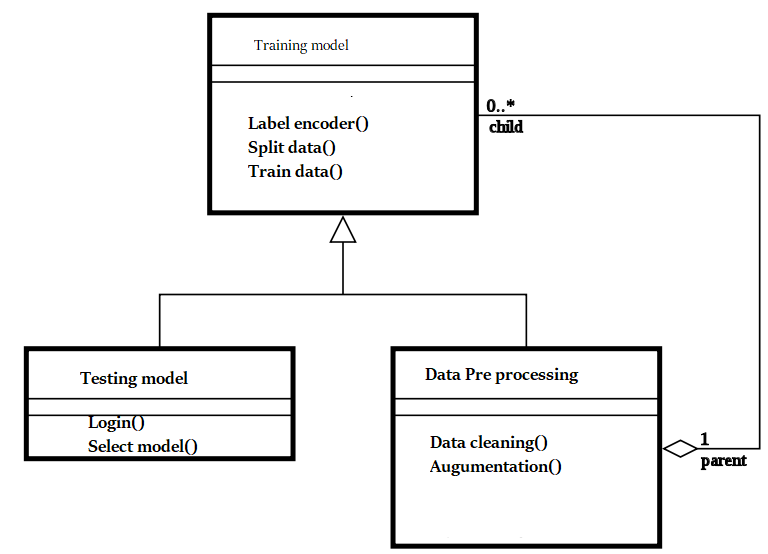 Training model
Label encoder()
Split data()
Train data()
0..*
child
Testing model
Login()
Select model()
Data Pre processing
Data cleaning()
Augumentation()
1
parent